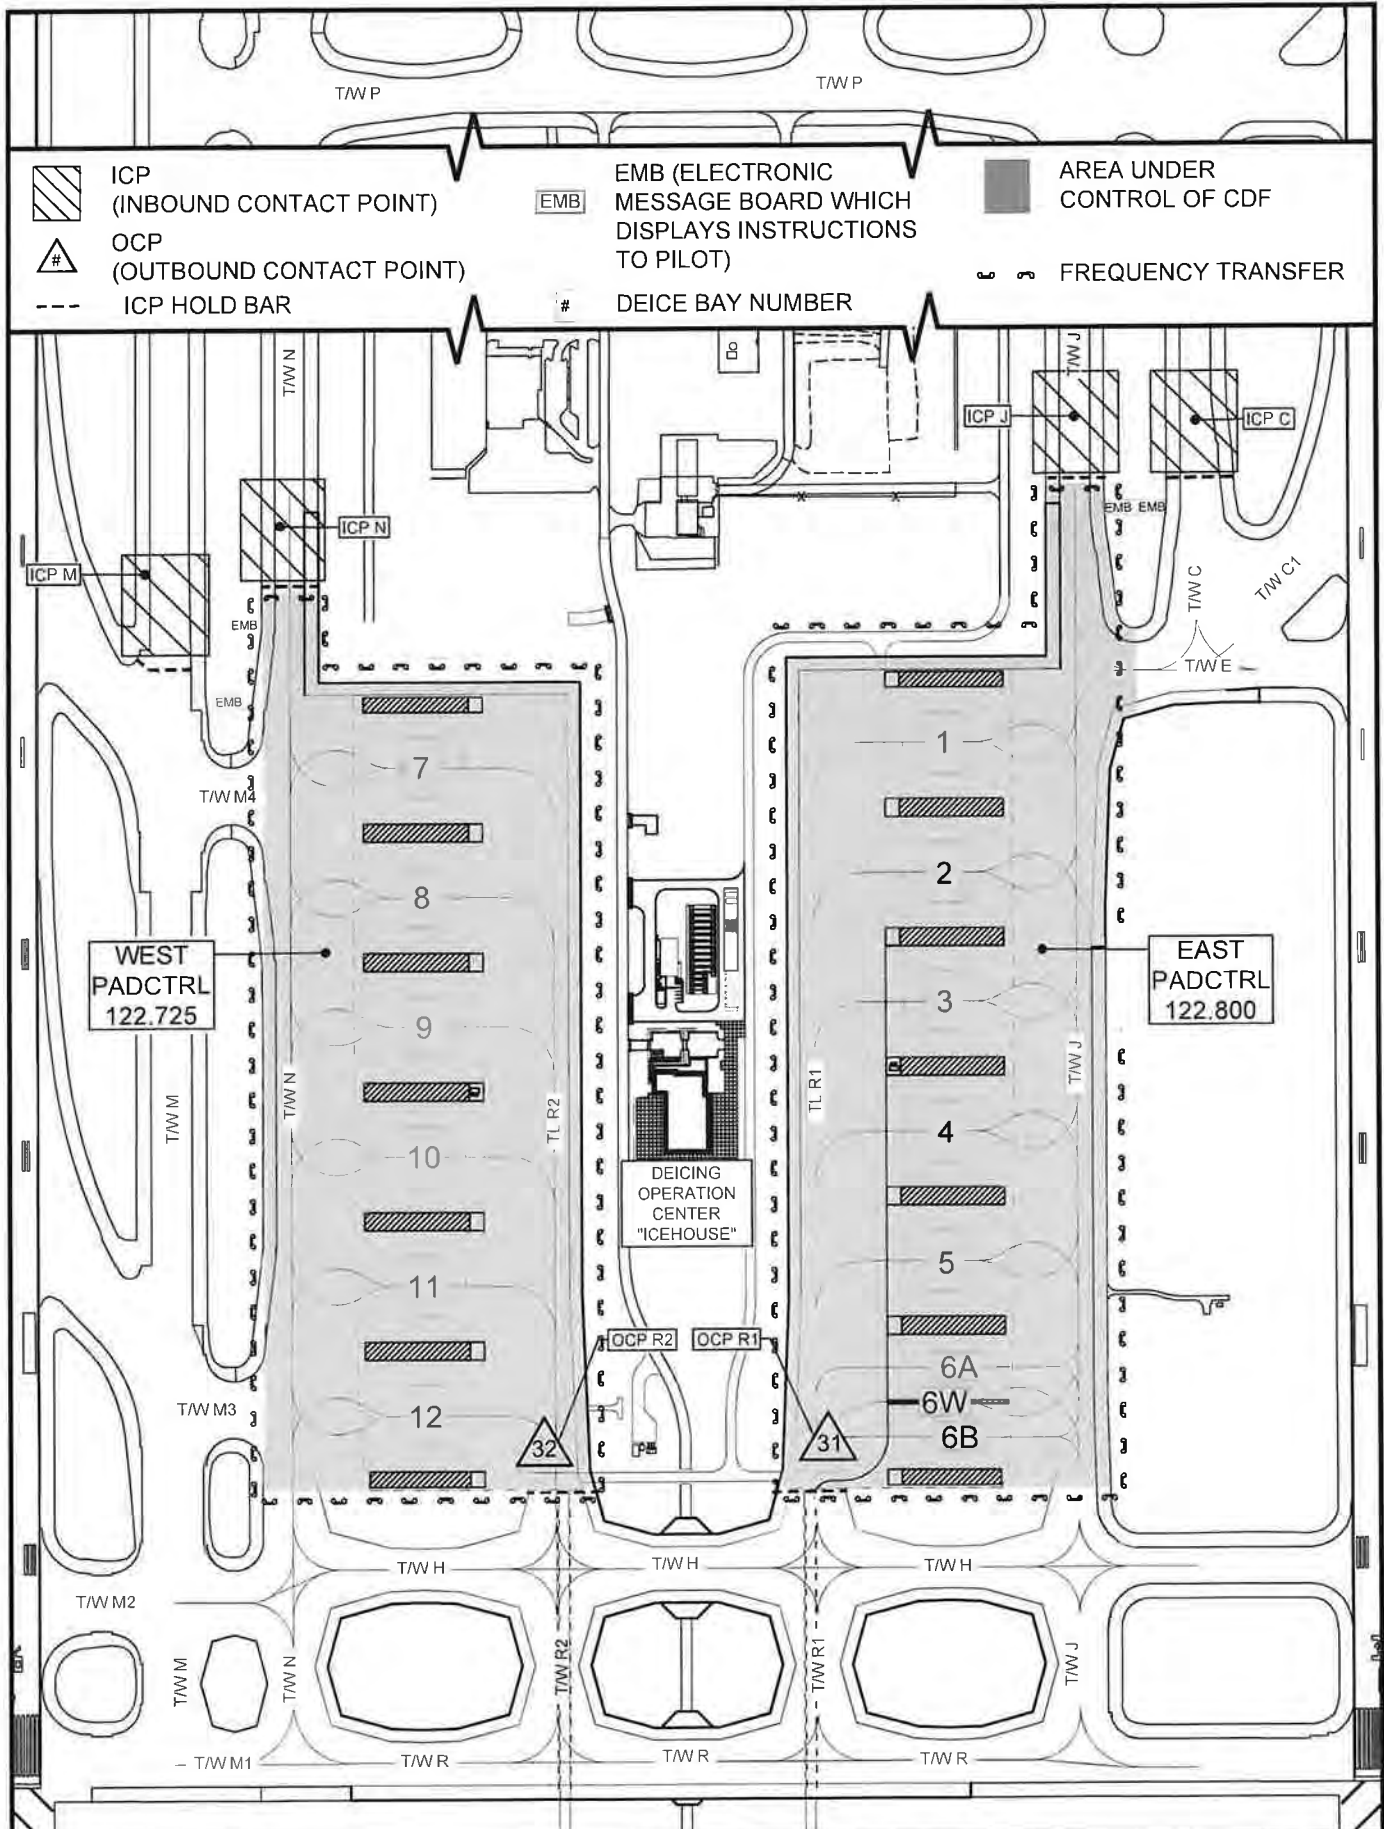 T/W P
T/W P
ICP
(INBOUND CONTACT POINT)
#
OCP
(OUTBOUND CONTACT POINT)
ICP HOLD BAR
EMB
EMB (ELECTRONIC
MESSAGE BOARD WHICH
DISPLAYS INSTRUCTIONS
TO PILOT)
#
DEICE BAY NUMBER
AREA UNDER
CONTROL OF CDF
FREQUENCY TRANSFER
T/W N
T/W J
ICP J
ICP C
ICP N
ICP M
EMB
EMB
EMB
EMB
T/W C
T/W C1
T/W E
7
8
9
10
11
12
1
2
3
4
5
6A
6W
6B
T/W M4
WEST
PADCTRL
122.725
EAST
PADCTRL
122.800
T/W M
T/W N
TL R2
TL R1
T/W J
DEICING
OPERATION
CENTER
"ICEHOUSE"
OCP R2
OCP R1
32
31
T/W M3
T/W H
T/W H
T/W H
T/W M2
T/W M
T/W N
T/W R2
T/W R1
T/W J
T/W M1
T/W R
T/W R
T/W R